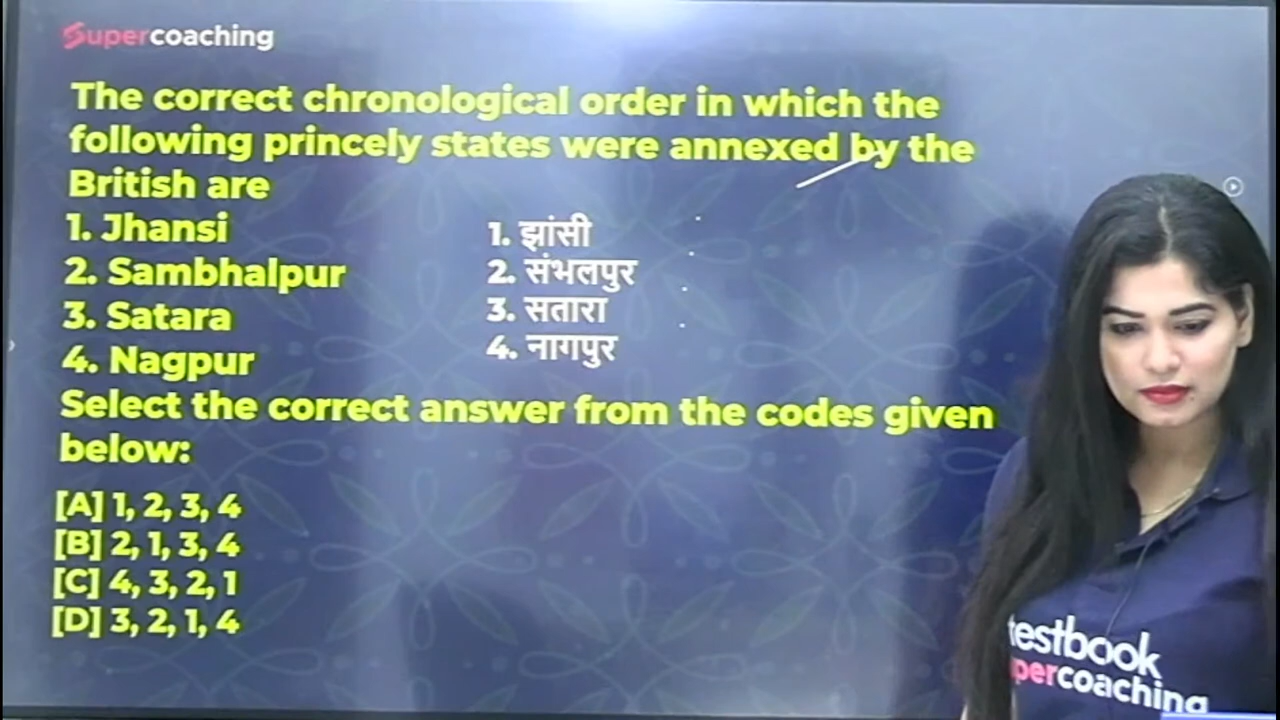 Supercoaching
The correct chronological order in which the
following princely states were annexed by the
British are
1. Jhansi
2. Sambhalpur
3. Satara
4. Nagpur
1. झांसी
2. संभलपुर
3. सतारा
4. नागपुर
Select the correct answer from the codes given
below:
[A] 1, 2, 3, 4
[B] 2, 1, 3, 4
[C] 4, 3, 2, 1
[D] 3, 2, 1, 4
testbook
percoaching